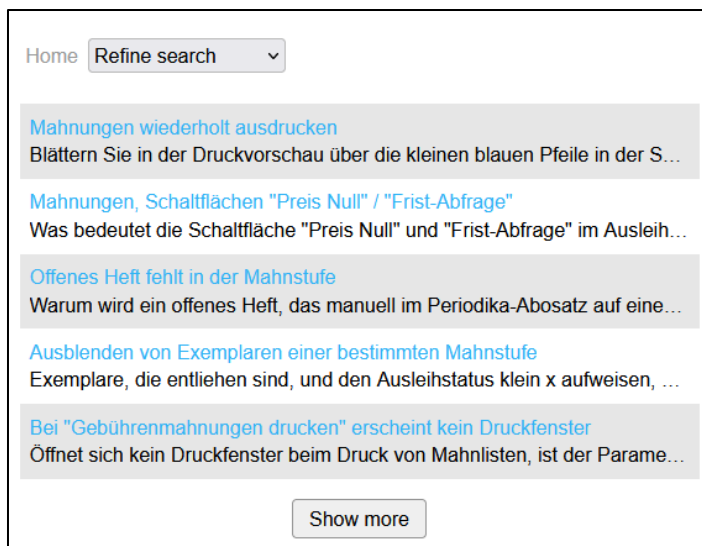 Home Refine search
Mahnungen wiederholt ausdrucken
Blättern Sie in der Druckvorschau über die kleinen blauen Pfeile in der S...
Mahnungen, Schaltflächen "Preis Null" / "Frist-Abfrage"
Was bedeutet die Schaltfläche "Preis Null" und "Frist-Abfrage" im Ausleih...
Offenes Heft fehlt in der Mahnstufe
Warum wird ein offenes Heft, das manuell im Periodika-Abosatz auf eine...
Ausblenden von Exemplaren einer bestimmten Mahnstufe
Exemplare, die entliehen sind, und den Ausleihstatus klein x aufweisen, ...
Bei "Gebührenmahnungen drucken" erscheint kein Druckfenster
Öffnet sich kein Druckfenster beim Druck von Mahnlisten, ist der Parame...
Show more